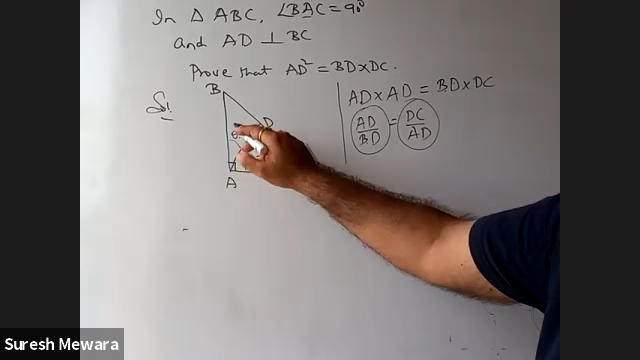 In △ ABC, ∠BAC = 90°
and AD ⊥ BC
Prove that AD² = BD×DC.
Sol
B
D
θ
A
AD×AD = BD×DC
AD/BD = DC/AD
Suresh Mewara